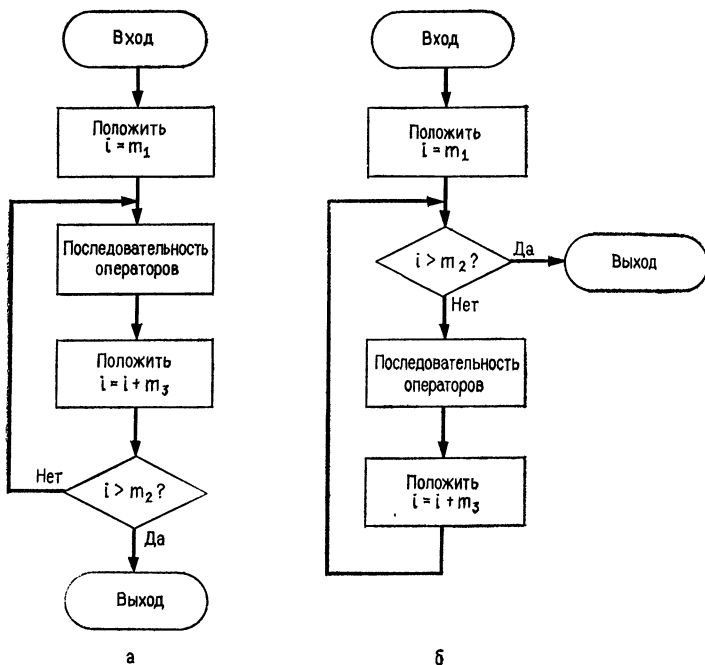 Вход
Положить
i = m₁
Последовательность
операторов
Положить
i = i + m₃
Нет
i > m₂ ?
Да
Выход
а
Вход
Положить
i = m₁
i > m₂ ?
Да
Выход
Нет
Последовательность
операторов
Положить
i = i + m₃
б